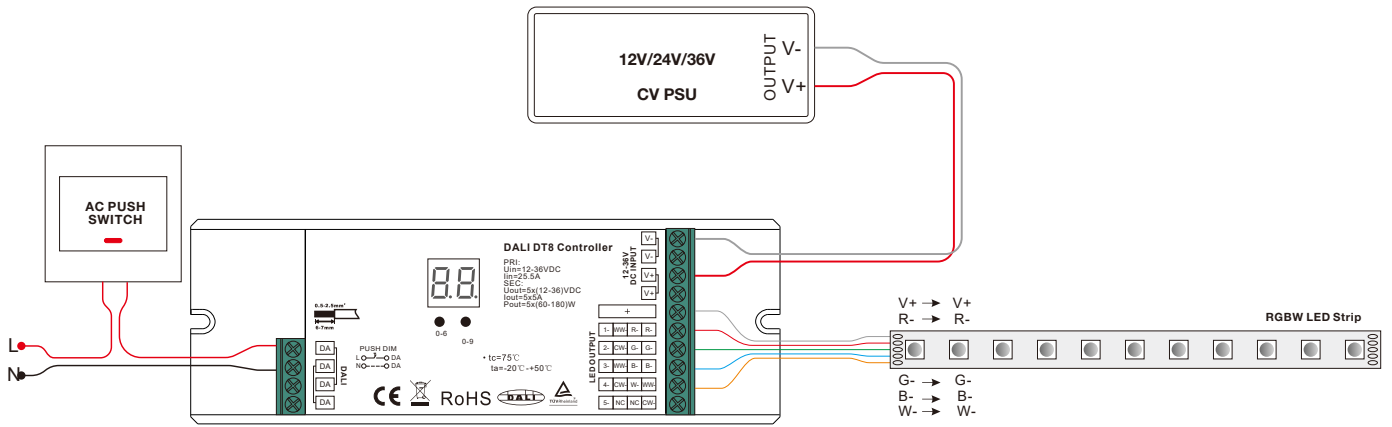 12V/24V/36V
CV PSU
OUTPUT
V-
V+
AC PUSH
SWITCH
L
N
DALI DT8 Controller
PRI:
Uin=12-36VDC
Iin=25.5A
SEC:
Uout=5x(12-36)VDC
Iout=5x5A
Pout=5x(60-180)W
12-36V
DC INPUT
V-
V-
V+
V+
8.8.
0-6
0-9
0.5-2.5mm²
6-7mm
DA
DA
DA
DA
DALI
PUSH DIM
L DA
N DA
• tc=75℃
ta=-20℃-+50℃
CE RoHS DALI TÜVRheinland
LED OUTPUT
+
1- WW- R- R-
2- CW- G- G-
3- WW- B- B-
4- CW- W- WW-
5- NC NC CW-
V+ → V+
R- → R-
RGBW LED Strip
G- → G-
B- → B-
W- → W-